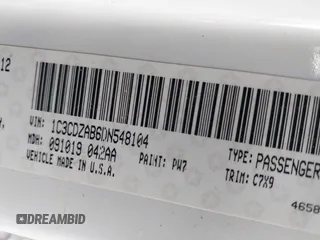 12
VIN: 1C3CDZAB6DN548104
MDH: 091019 042AA
VEHICLE MADE IN U.S.A.
PAINT: PW7
TYPE: PASSENGER
TRIM: C7X9
4658
DREAMBID